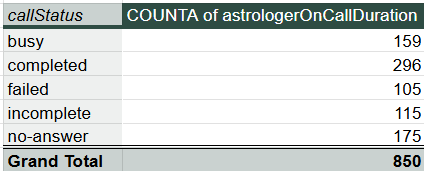 callStatus COUNTA of astrologerOnCallDuration
busy 159
completed 296
failed 105
incomplete 115
no-answer 175
Grand Total 850